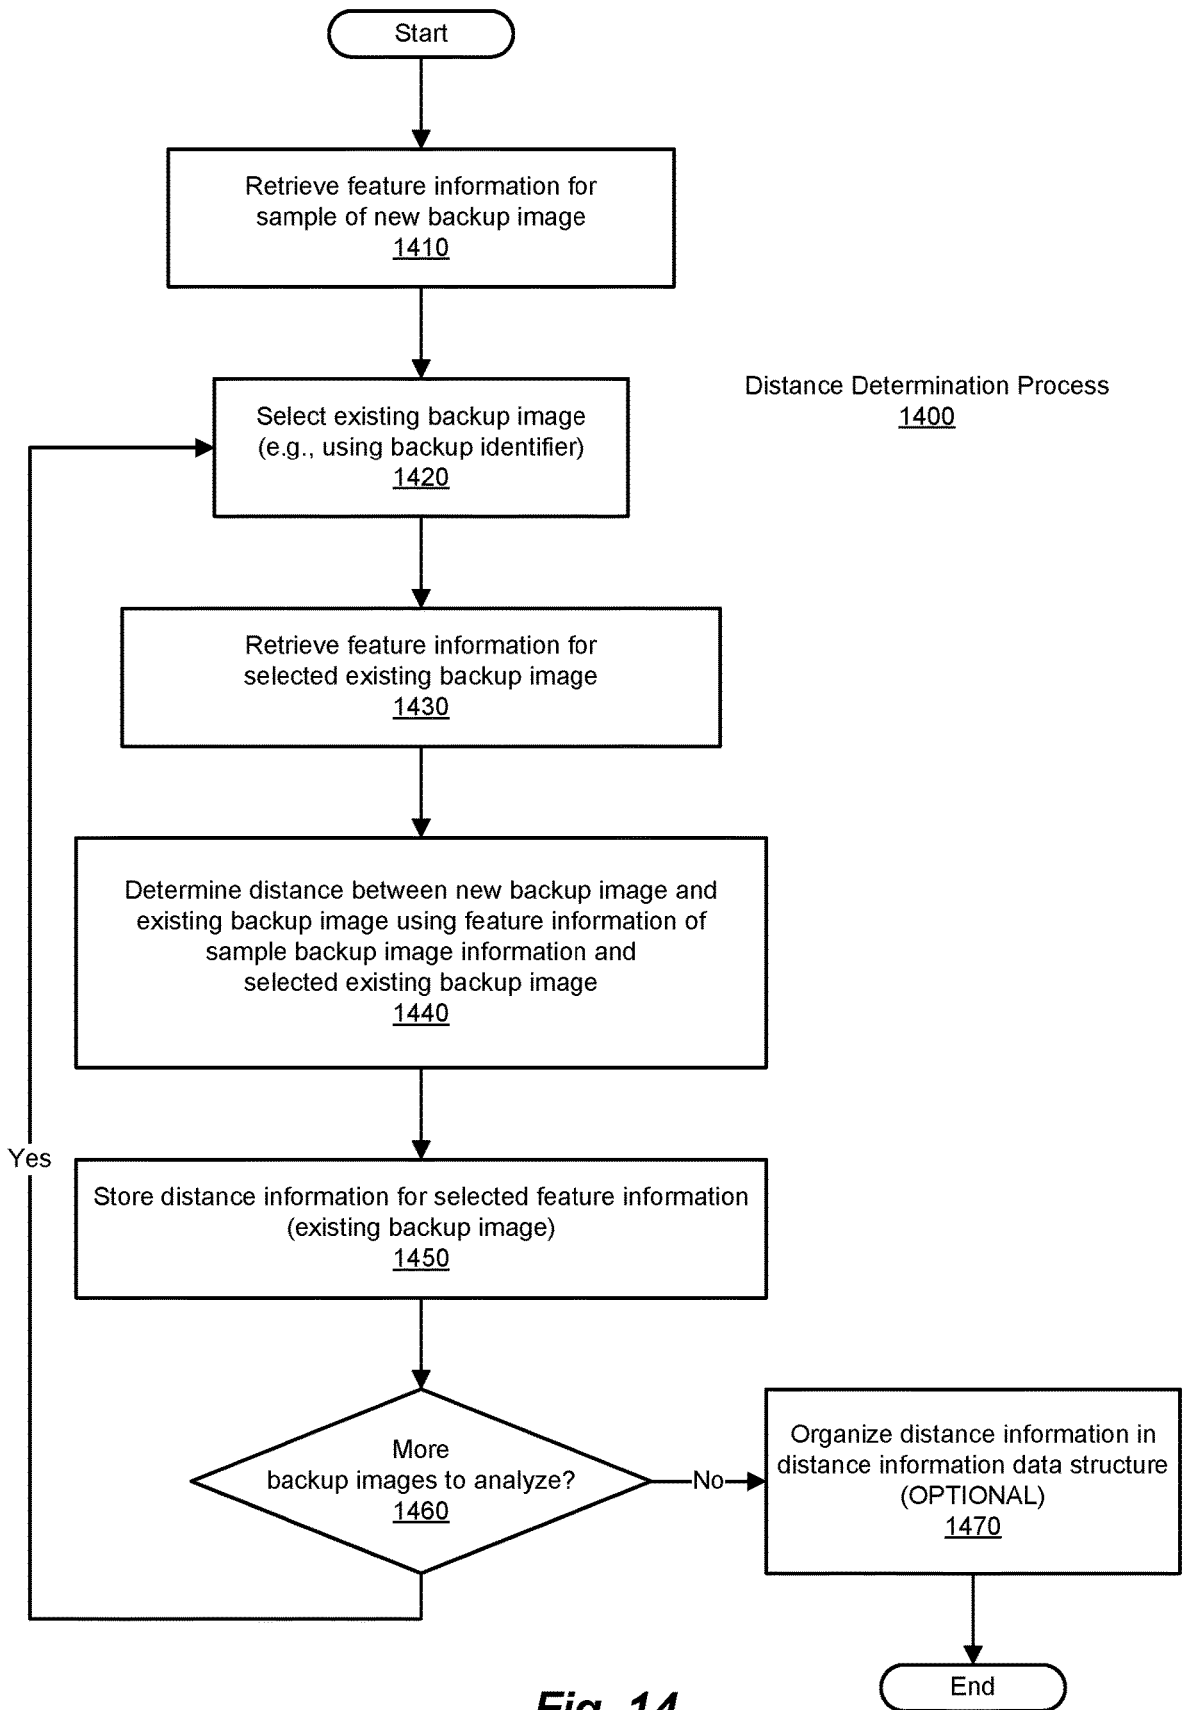 Start
Retrieve feature information for
sample of new backup image
1410
Distance Determination Process
1400
Select existing backup image
(e.g., using backup identifier)
1420
Retrieve feature information for
selected existing backup image
1430
Determine distance between new backup image and
existing backup image using feature information of
sample backup image information and
selected existing backup image
1440
Yes
Store distance information for selected feature information
(existing backup image)
1450
More
backup images to analyze?
1460
No
Organize distance information in
distance information data structure
(OPTIONAL)
1470
End
Fig. 14